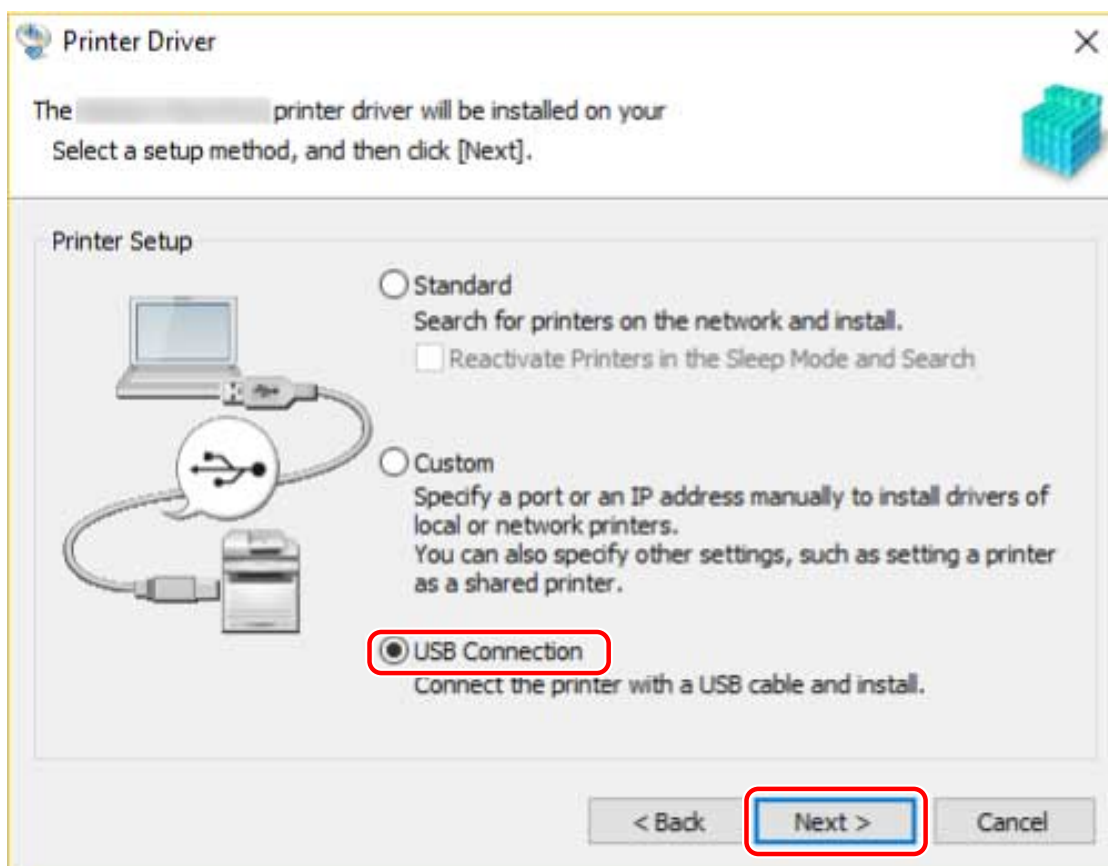 Printer Driver
The printer driver will be installed on your
Select a setup method, and then click [Next].
Printer Setup
Standard
Search for printers on the network and install.
Reactivate Printers in the Sleep Mode and Search
Custom
Specify a port or an IP address manually to install drivers of
local or network printers.
You can also specify other settings, such as setting a printer
as a shared printer.
USB Connection
Connect the printer with a USB cable and install.
< Back
Next >
Cancel